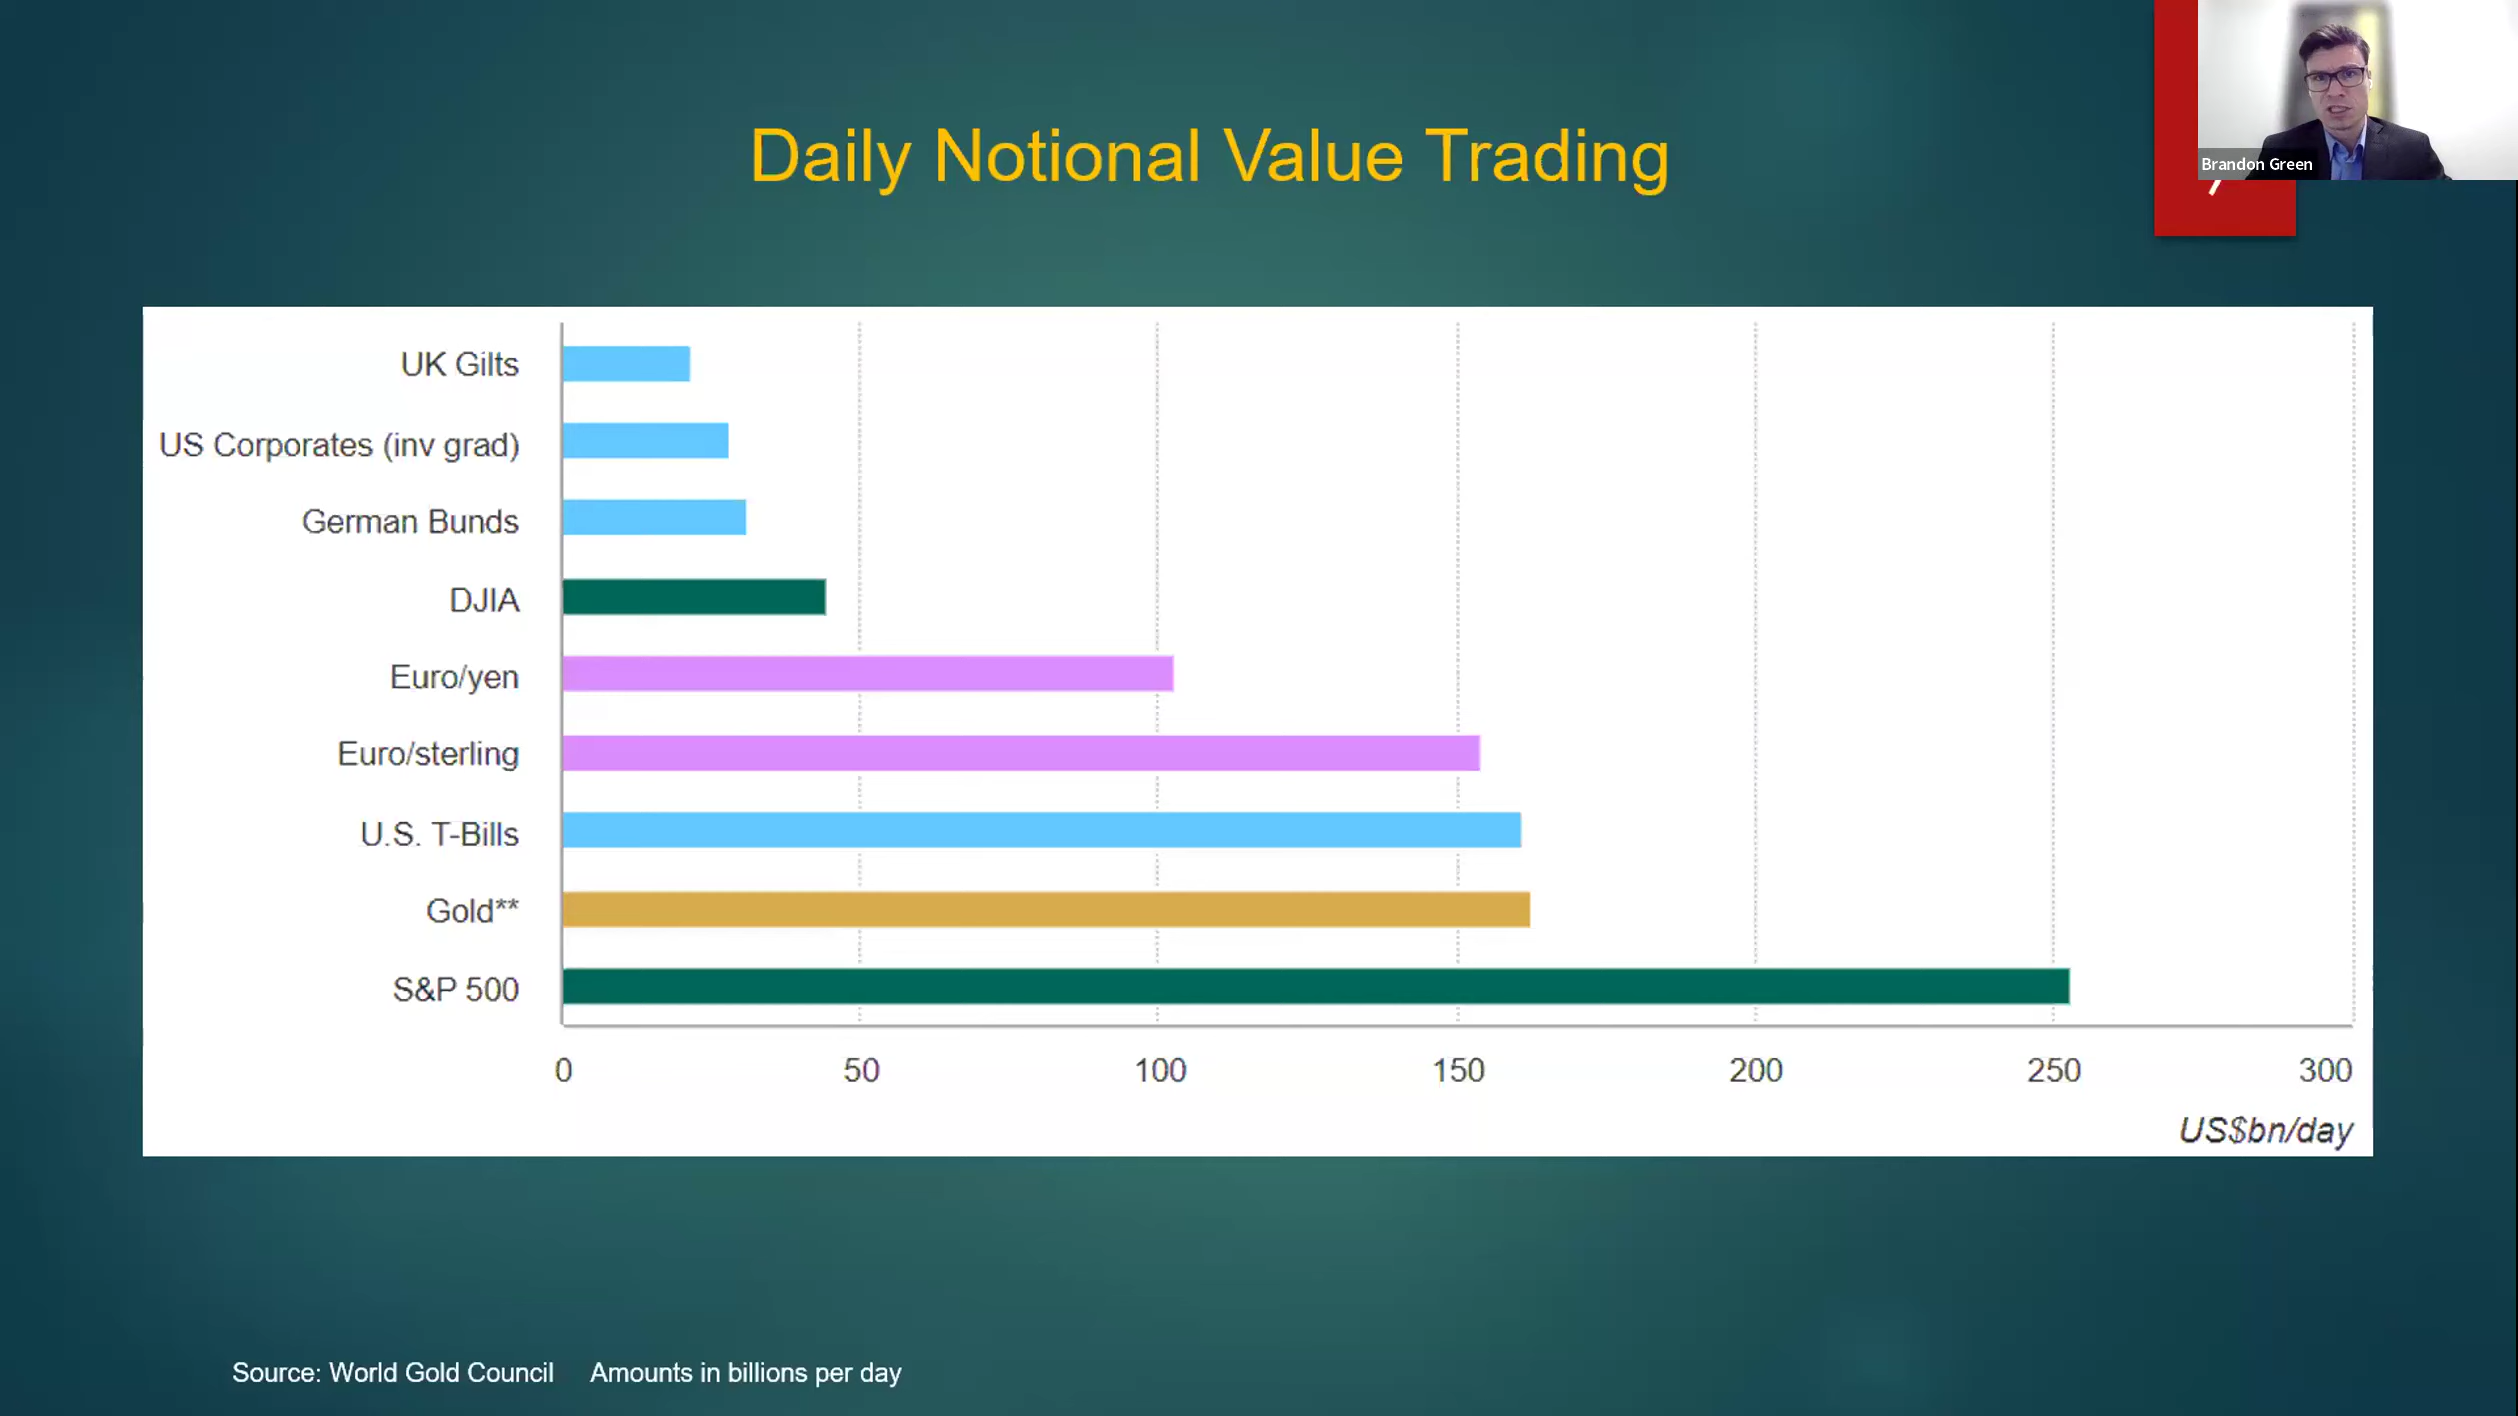 Daily Notional Value Trading
Brandon Green
UK Gilts
US Corporates (inv grad)
German Bunds
DJIA
Euro/yen
Euro/sterling
U.S. T-Bills
Gold**
S&P 500
0 50 100 150 200 250 300
US$bn/day
Source: World Gold Council Amounts in billions per day